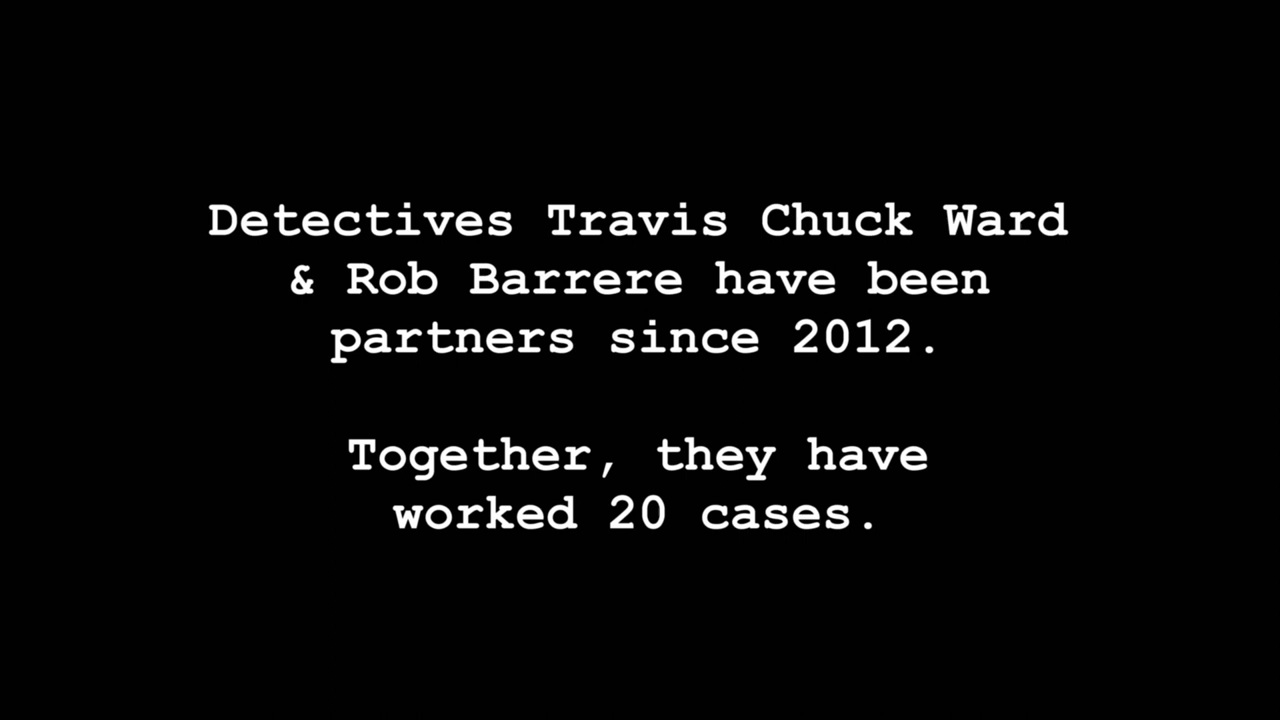 Detectives Travis Chuck Ward
& Rob Barrere have been
partners since 2012.
Together, they have
worked 20 cases.